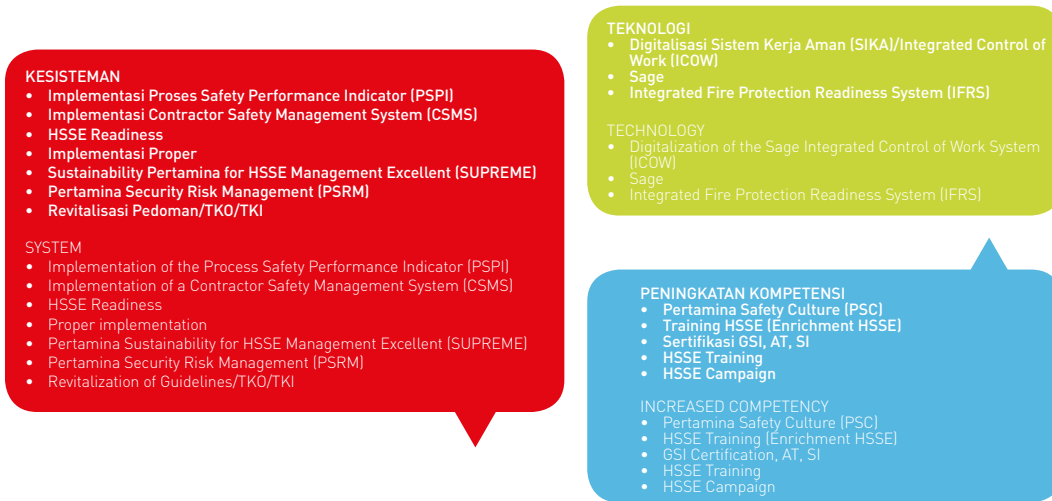 KESISTEMAN
• Implementasi Proses Safety Performance Indicator (PSPI)
• Implementasi Contractor Safety Management System (CSMS)
• HSSE Readiness
• Implementasi Proper
• Sustainability Pertamina for HSSE Management Excellent (SUPREME)
• Pertamina Security Risk Management (PSRM)
• Revitalisasi Pedoman/TKO/TKI
SYSTEM
• Implementation of the Process Safety Performance Indicator (PSPI)
• Implementation of a Contractor Safety Management System (CSMS)
• HSSE Readiness
• Proper implementation
• Pertamina Sustainability for HSSE Management Excellent (SUPREME)
• Pertamina Security Risk Management (PSRM)
• Revitalization of Guidelines/TKO/TKI
TEKNOLOGI
• Digitalisasi Sistem Kerja Aman (SIKA)/Integrated Control of
Work (ICOW)
• Sage
• Integrated Fire Protection Readiness System (IFRS)
TECHNOLOGY
• Digitalization of the Sage Integrated Control of Work System
(ICOW)
• Sage
• Integrated Fire Protection Readiness System (IFRS)
PENINGKATAN KOMPETENSI
• Pertamina Safety Culture (PSC)
• Training HSSE (Enrichment HSSE)
• Sertifikasi GSI, AT, SI
• HSSE Training
• HSSE Campaign
INCREASED COMPETENCY
• Pertamina Safety Culture (PSC)
• HSSE Training (Enrichment HSSE)
• GSI Certification, AT, SI
• HSSE Training
• HSSE Campaign